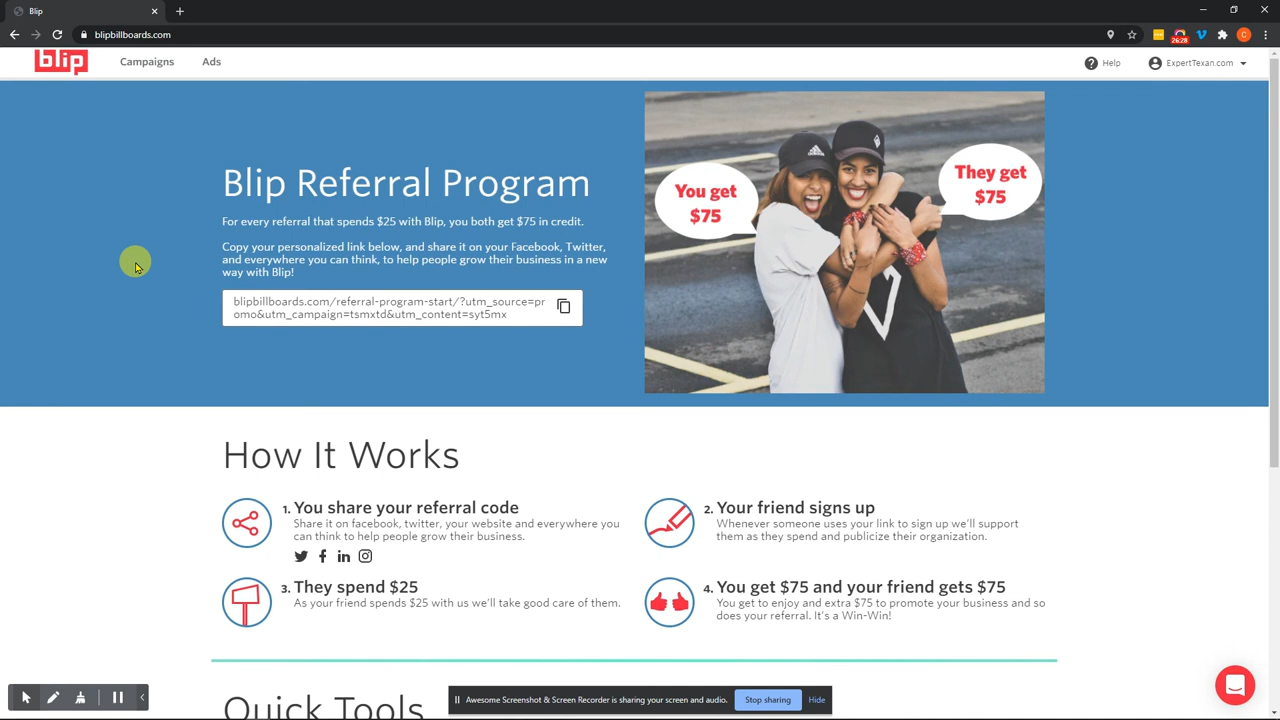 Blip
blipbillboards.com
26:28
C
blip
Campaigns
Ads
Help
ExpertTexan.com
Blip Referral Program
For every referral that spends $25 with Blip, you both get $75 in credit.
Copy your personalized link below, and share it on your Facebook, Twitter,
and everywhere you can think, to help people grow their business in a new
way with Blip!
blipbillboards.com/referral-program-start/?utm_source=pr
omo&utm_campaign=tsmxtd&utm_content=syt5mx
You get
$75
They get
$75
How It Works
1. You share your referral code
Share it on facebook, twitter, your website and everywhere you
can think to help people grow their business.
2. Your friend signs up
Whenever someone uses your link to sign up we'll support
them as they spend and publicize their organization.
3. They spend $25
As your friend spends $25 with us we'll take good care of them.
4. You get $75 and your friend gets $75
You get to enjoy and extra $75 to promote your business and so
does your referral. It's a Win-Win!
Quick Tools
Awesome Screenshot & Screen Recorder is sharing your screen and audio.
Stop sharing
Hide